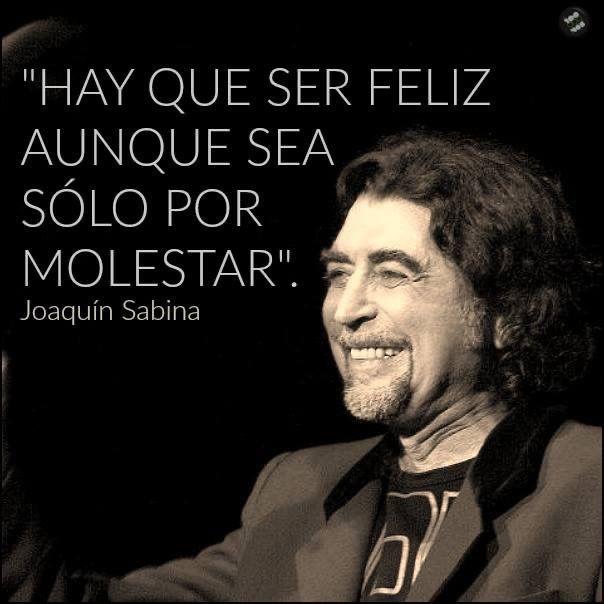 "HAY QUE SER FELIZ
AUNQUE SEA
SÓLO POR
MOLESTAR".
Joaquín Sabina